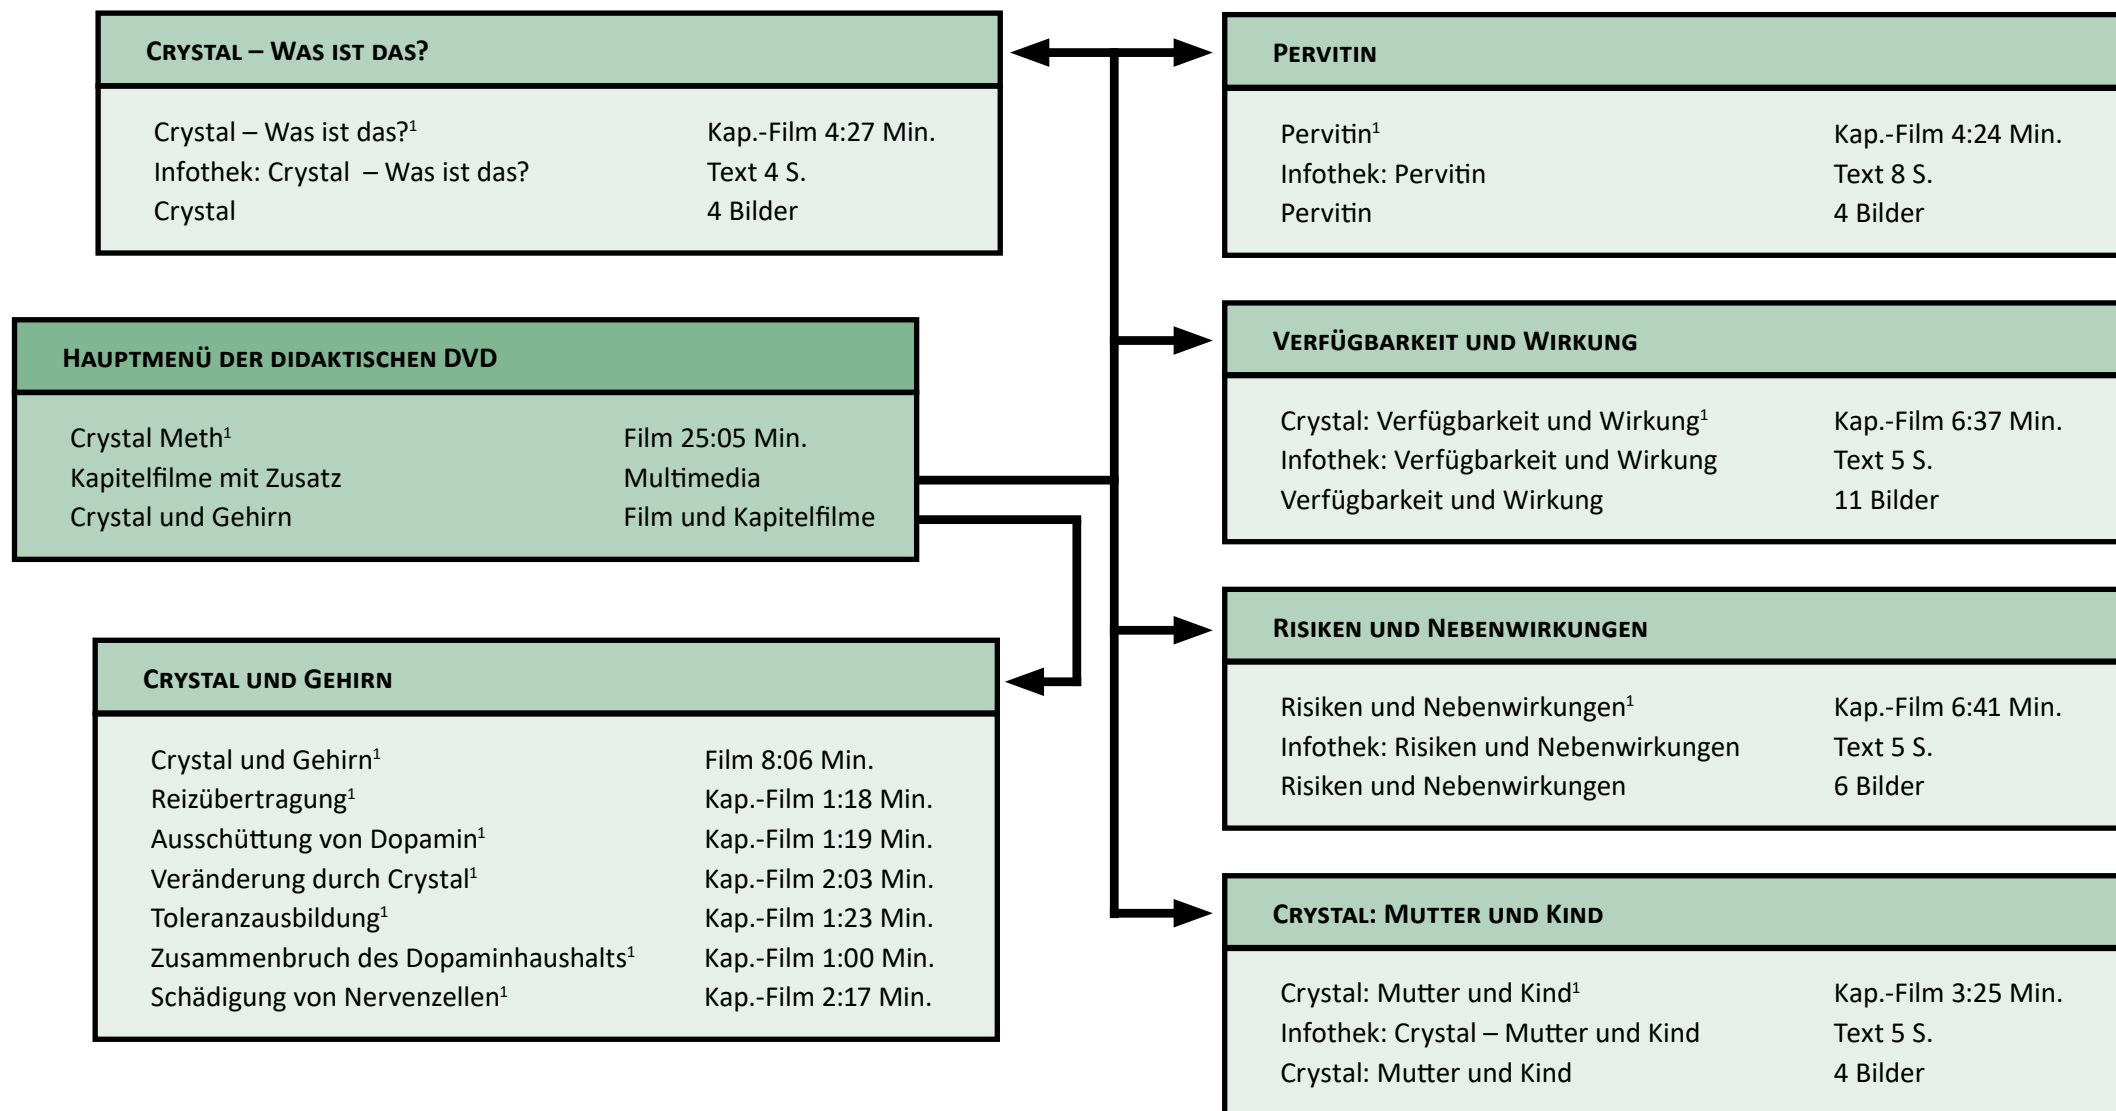 CRYSTAL – WAS IST DAS?
Crystal – Was ist das?¹ Kap.-Film 4:27 Min.
Infothek: Crystal – Was ist das? Text 4 S.
Crystal 4 Bilder
HAUPTMENÜ DER DIDAKTISCHEN DVD
Crystal Meth¹ Film 25:05 Min.
Kapitelfilme mit Zusatz Multimedia
Crystal und Gehirn Film und Kapitelfilme
CRYSTAL UND GEHIRN
Crystal und Gehirn¹ Film 8:06 Min.
Reizübertragung¹ Kap.-Film 1:18 Min.
Ausschüttung von Dopamin¹ Kap.-Film 1:19 Min.
Veränderung durch Crystal¹ Kap.-Film 2:03 Min.
Toleranzausbildung¹ Kap.-Film 1:23 Min.
Zusammenbruch des Dopaminhaushalts¹ Kap.-Film 1:00 Min.
Schädigung von Nervenzellen¹ Kap.-Film 2:17 Min.
PERVITIN
Pervitin¹ Kap.-Film 4:24 Min.
Infothek: Pervitin Text 8 S.
Pervitin 4 Bilder
VERFÜGBARKEIT UND WIRKUNG
Crystal: Verfügbarkeit und Wirkung¹ Kap.-Film 6:37 Min.
Infothek: Verfügbarkeit und Wirkung Text 5 S.
Verfügbarkeit und Wirkung 11 Bilder
RISIKEN UND NEBENWIRKUNGEN
Risiken und Nebenwirkungen¹ Kap.-Film 6:41 Min.
Infothek: Risiken und Nebenwirkungen Text 5 S.
Risiken und Nebenwirkungen 6 Bilder
CRYSTAL: MUTTER UND KIND
Crystal: Mutter und Kind¹ Kap.-Film 3:25 Min.
Infothek: Crystal – Mutter und Kind Text 5 S.
Crystal: Mutter und Kind 4 Bilder